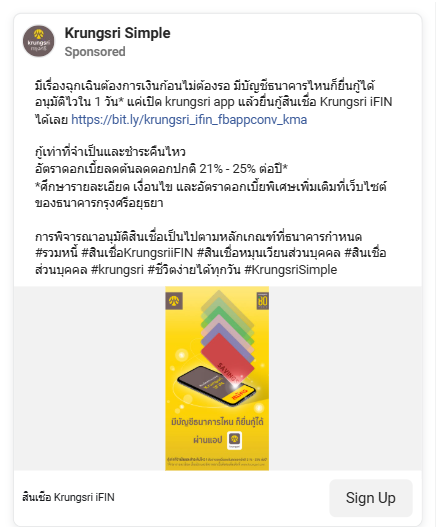 Krungsri Simple
Sponsored
krungsri
กรุงศรี
มีเรื่องฉุกเฉินต้องการเงินก้อนไม่ต้องรอ มีบัญชีธนาคารไหนก็ยื่นกู้ได้
อนุมัติไวใน 1 วัน* แค่เปิด krungsri app แล้วยื่นกู้สินเชื่อ Krungsri iFIN
ได้เลย https://bit.ly/krungsri_ifin_fbappconv_kma
กู้เท่าที่จำเป็นและชำระคืนไหว
อัตราดอกเบี้ยลดต้นลดดอกปกติ 21% - 25% ต่อปี*
*ศึกษารายละเอียด เงื่อนไข และอัตราดอกเบี้ยพิเศษเพิ่มเติมที่เว็บไซต์
ของธนาคารกรุงศรีอยุธยา
การพิจารณาอนุมัติสินเชื่อเป็นไปตามหลักเกณฑ์ที่ธนาคารกำหนด
#รวมหนี้ #สินเชื่อKrungsriiFIN #สินเชื่อหมุนเวียนส่วนบุคคล #สินเชื่อ
ส่วนบุคคล #krungsri #ชีวิตง่ายได้ทุกวัน #KrungsriSimple
SAVING
มีบัญชีธนาคารไหน ก็ยื่นกู้ได้
ผ่านแอป
สินเชื่อ Krungsri iFIN
Sign Up